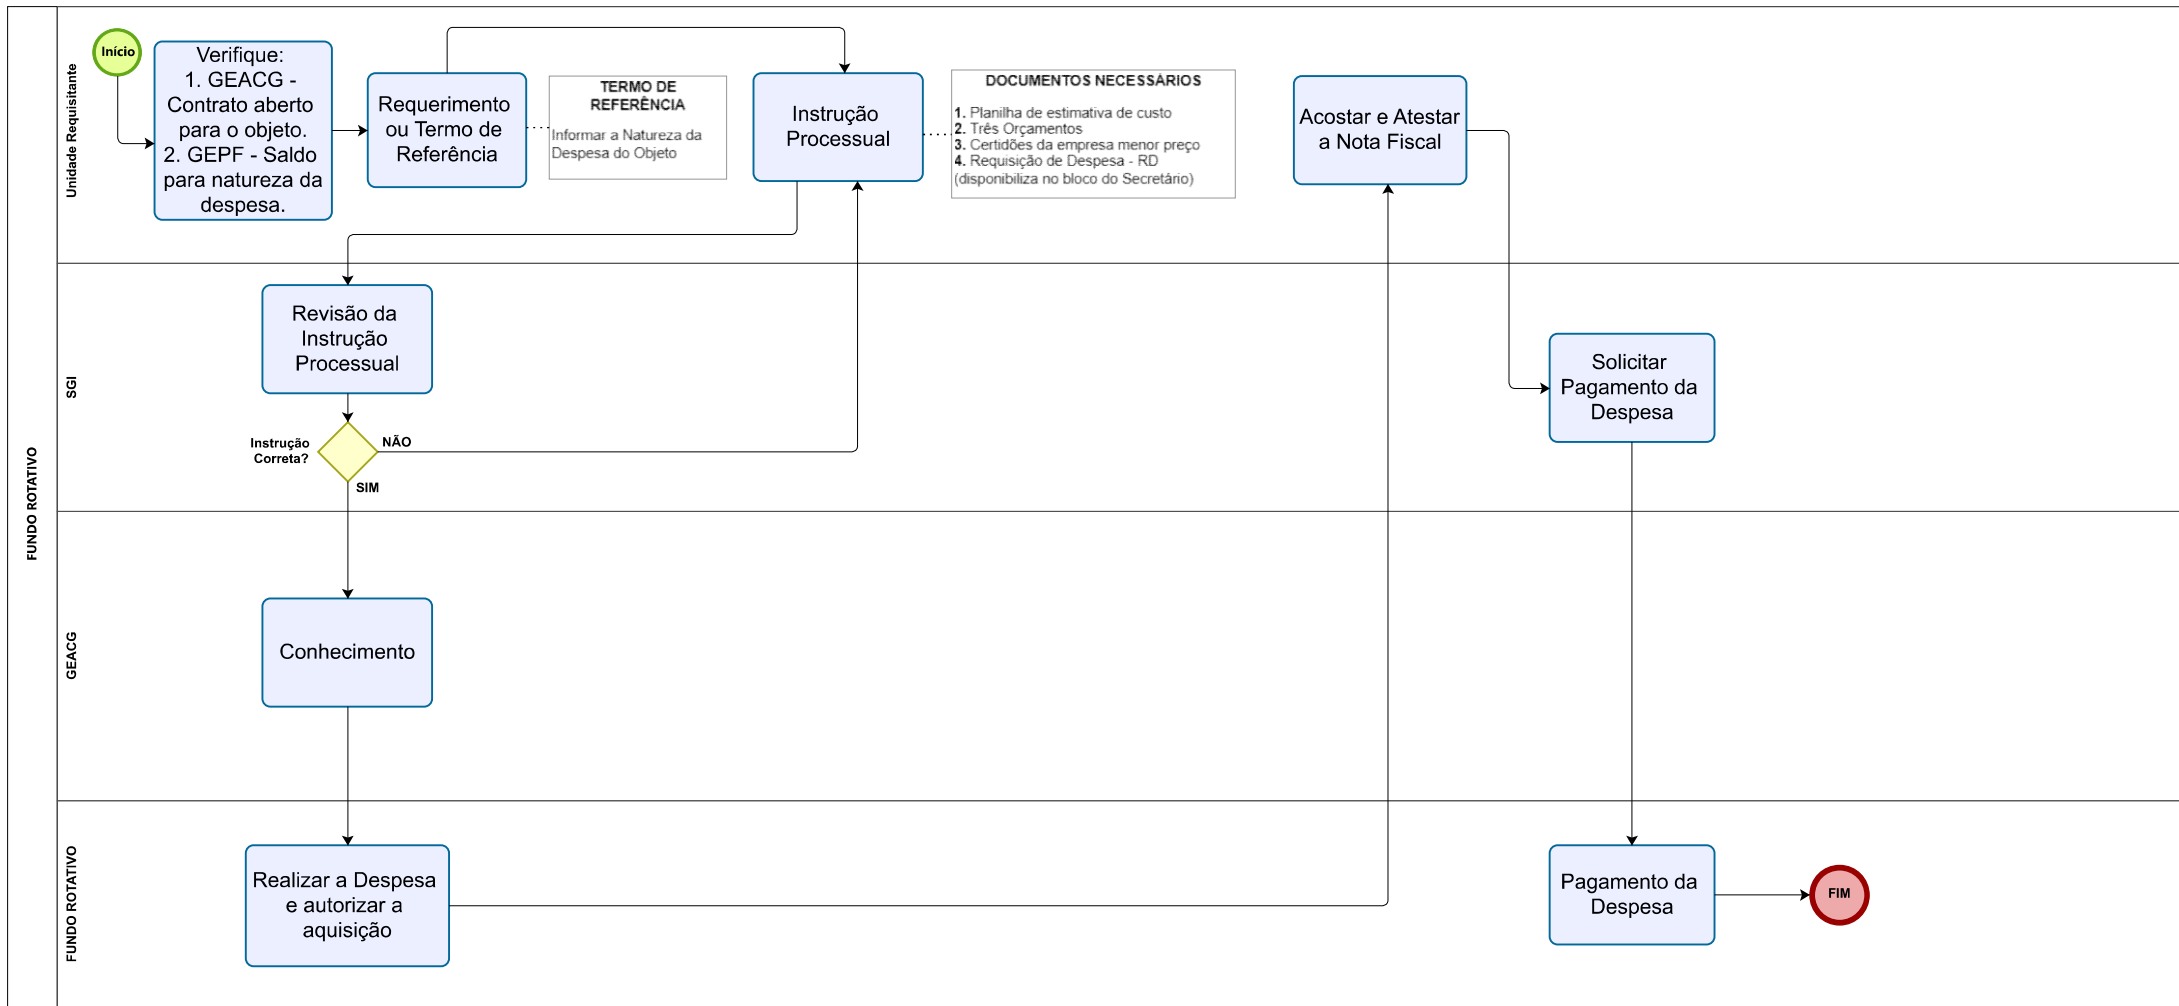 FUNDO ROTATIVO
Unidade Requisitante
Início
Verifique:
1. GEACG -
Contrato aberto
para o objeto.
2. GEPF - Saldo
para natureza da
despesa.
Requerimento
ou Termo de
Referência
TERMO DE
REFERÊNCIA
Informar a Natureza da
Despesa do Objeto
Instrução
Processual
DOCUMENTOS NECESSÁRIOS
1. Planilha de estimativa de custo
2. Três Orçamentos
3. Certidões da empresa menor preço
4. Requisição de Despesa - RD
(disponibiliza no bloco do Secretário)
Acostar e Atestar
a Nota Fiscal
SGI
Revisão da
Instrução
Processual
Instrução
Correta?
NÃO
SIM
Solicitar
Pagamento da
Despesa
GEACG
Conhecimento
FUNDO ROTATIVO
Realizar a Despesa
e autorizar a
aquisição
Pagamento da
Despesa
FIM